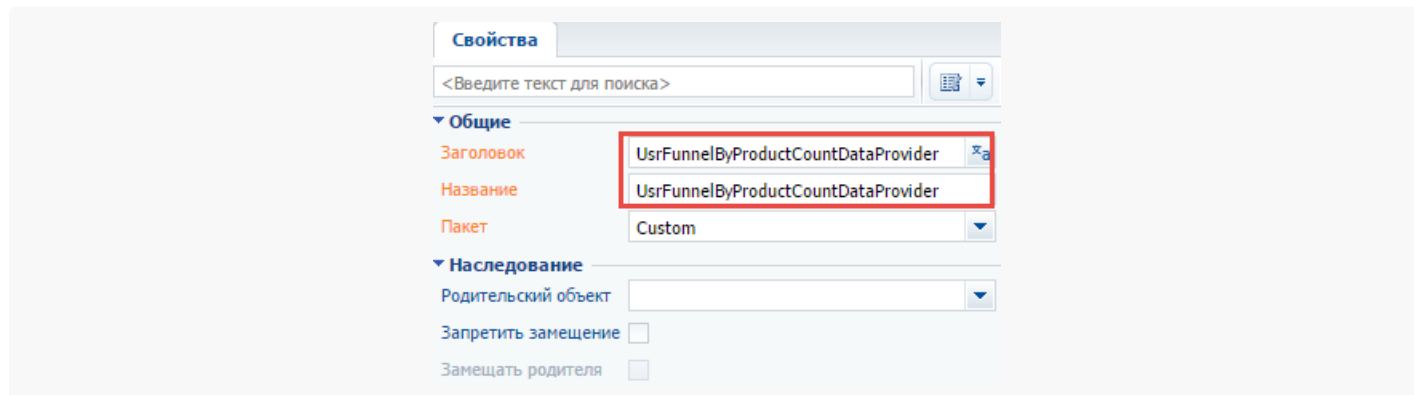 Свойства
<Введите текст для поиска>
Общие
Заголовок UsrFunnelByProductCountDataProvider xa
Название UsrFunnelByProductCountDataProvider
Пакет Custom
Наследование
Родительский объект
Запретить замещение
Замещать родителя